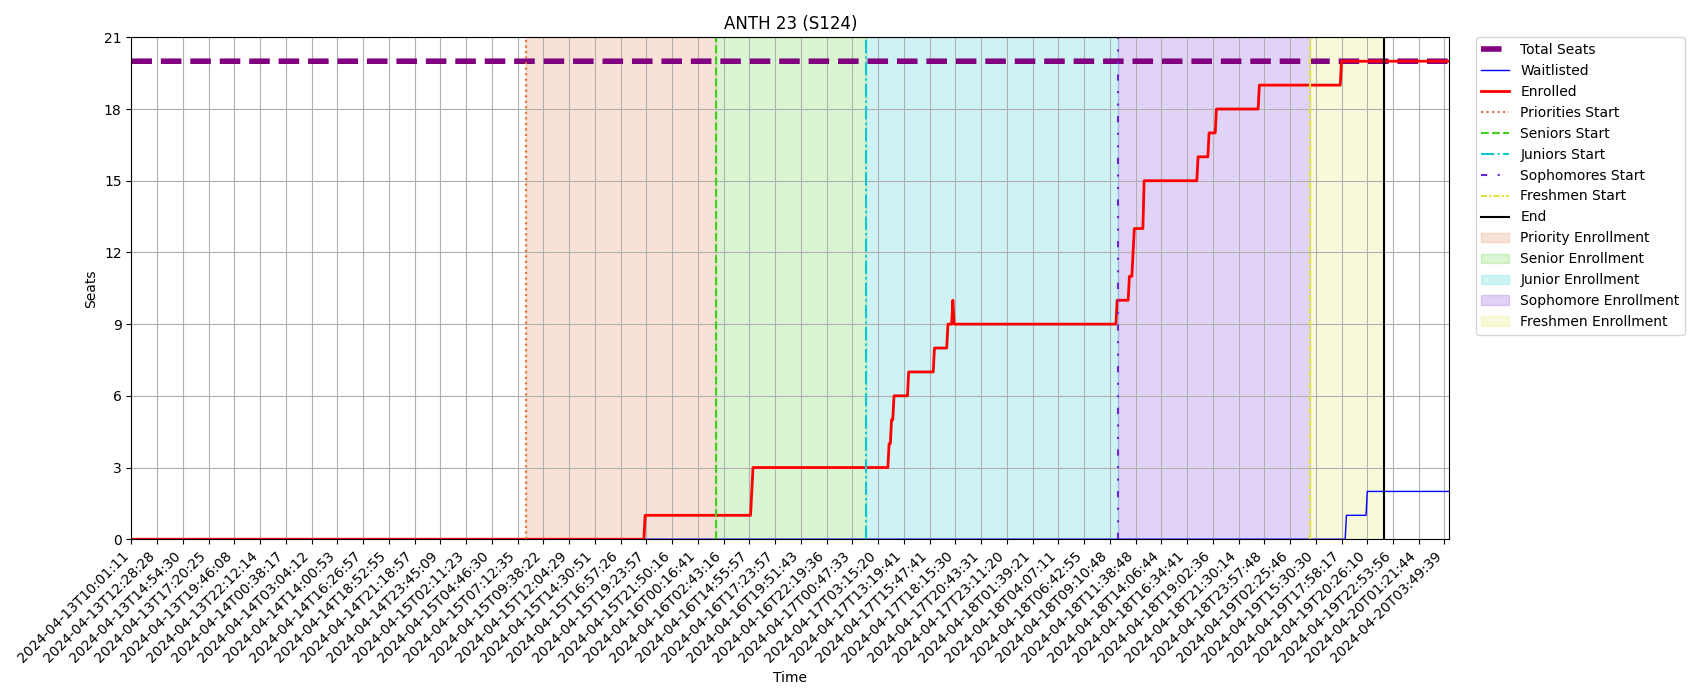 ANTH 23 (S124)
21
18
15
12
9
6
3
0
Seats
2024-04-13T10:01:11
2024-04-13T12:28:28
2024-04-13T14:54:30
2024-04-13T17:20:25
2024-04-13T19:46:08
2024-04-13T22:12:14
2024-04-14T00:38:17
2024-04-14T03:04:12
2024-04-14T14:00:53
2024-04-14T16:26:57
2024-04-14T18:52:55
2024-04-14T21:18:57
2024-04-14T23:45:09
2024-04-15T02:11:23
2024-04-15T04:46:30
2024-04-15T07:12:35
2024-04-15T09:38:22
2024-04-15T12:04:29
2024-04-15T14:30:51
2024-04-15T16:57:26
2024-04-15T19:23:57
2024-04-15T21:50:16
2024-04-16T00:16:41
2024-04-16T02:43:16
2024-04-16T14:55:57
2024-04-16T17:23:57
2024-04-16T19:51:43
2024-04-16T22:19:36
2024-04-17T00:47:33
2024-04-17T03:15:20
2024-04-17T13:19:41
2024-04-17T15:47:41
2024-04-17T18:15:30
2024-04-17T20:43:31
2024-04-17T23:11:20
2024-04-18T01:39:21
2024-04-18T04:07:11
2024-04-18T06:42:55
2024-04-18T09:10:48
2024-04-18T11:38:48
2024-04-18T14:06:44
2024-04-18T16:34:41
2024-04-18T19:02:36
2024-04-18T21:30:14
2024-04-18T23:57:48
2024-04-19T02:25:46
2024-04-19T15:30:30
2024-04-19T17:58:17
2024-04-19T20:26:10
2024-04-19T22:53:56
2024-04-20T01:21:44
2024-04-20T03:49:39
Time
Total Seats
Waitlisted
Enrolled
Priorities Start
Seniors Start
Juniors Start
Sophomores Start
Freshmen Start
End
Priority Enrollment
Senior Enrollment
Junior Enrollment
Sophomore Enrollment
Freshmen Enrollment